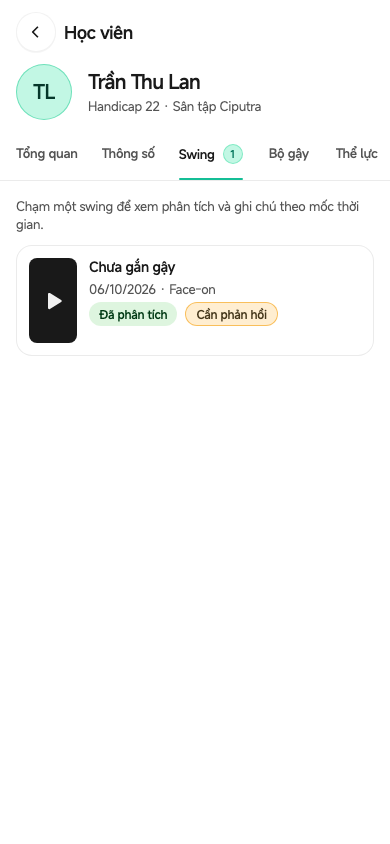 Học viên
TL
Trần Thu Lan
Handicap 22 · Sân tập Ciputra
Tổng quan Thông số Swing 1 Bộ gậy Thể lực
Chạm một swing để xem phân tích và ghi chú theo mốc thời
gian.
Chưa gắn gậy
06/10/2026 · Face-on
Đã phân tích Cần phản hồi